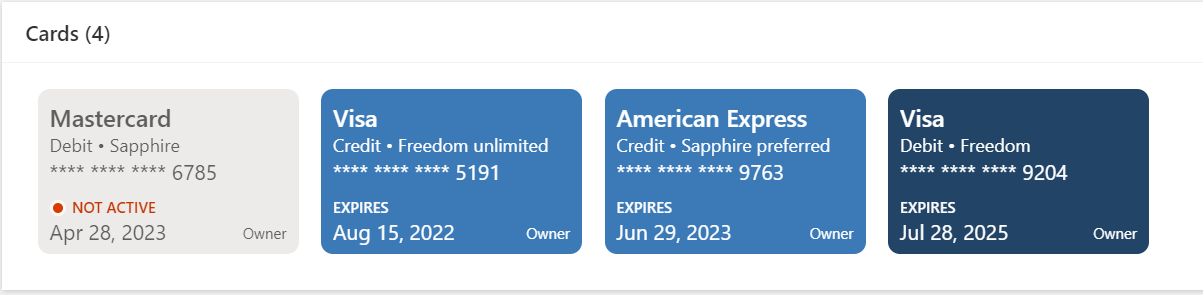 Cards (4)
Mastercard
Debit • Sapphire
**** **** **** 6785
NOT ACTIVE
Apr 28, 2023 Owner
Visa
Credit • Freedom unlimited
**** **** **** 5191
EXPIRES
Aug 15, 2022 Owner
American Express
Credit • Sapphire preferred
**** **** **** 9763
EXPIRES
Jun 29, 2023 Owner
Visa
Debit • Freedom
**** **** **** 9204
EXPIRES
Jul 28, 2025 Owner